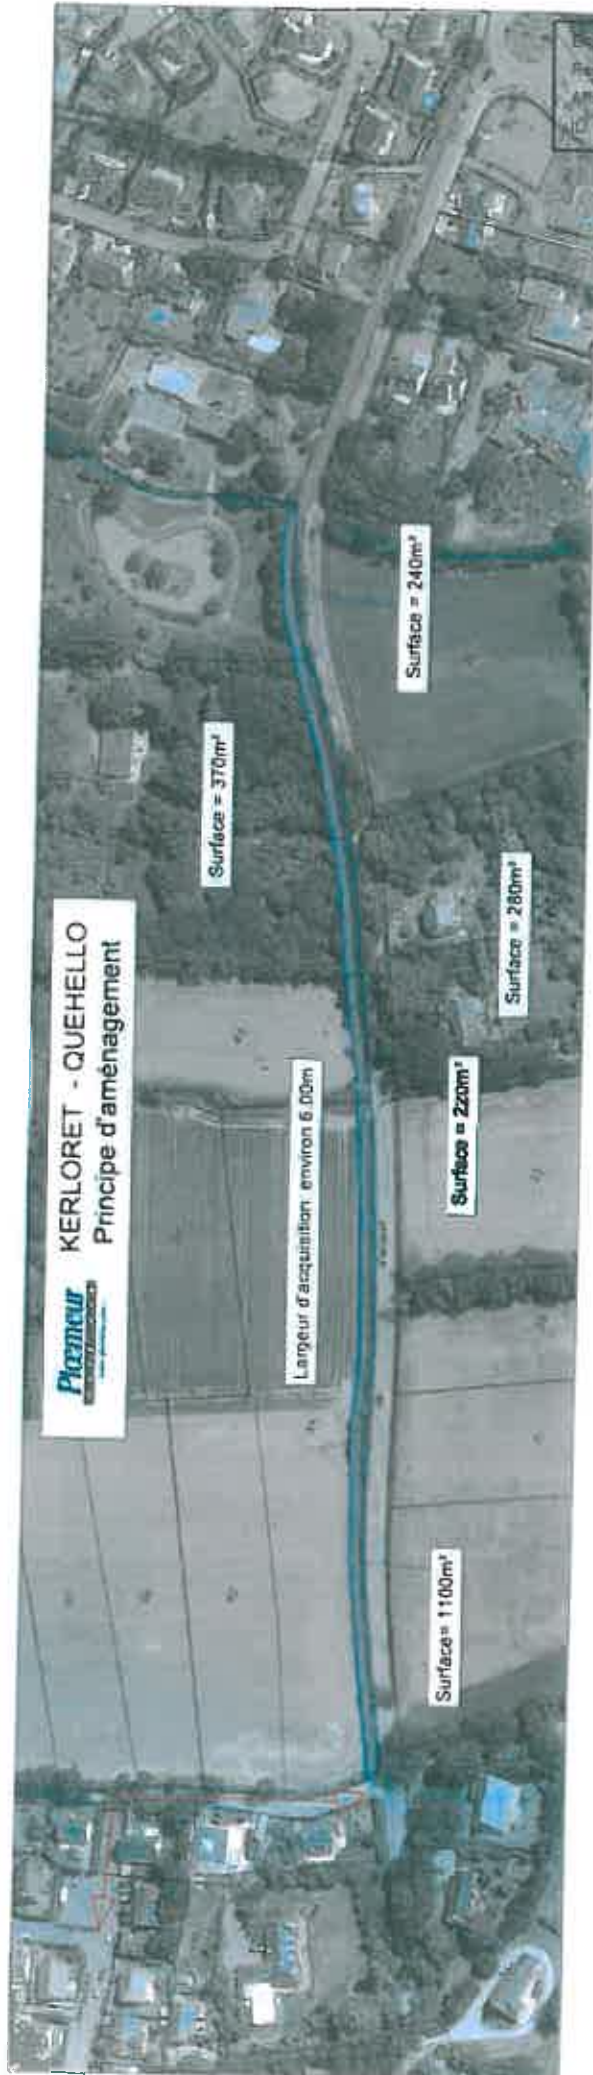 Plœmeur
KERLORET - QUEHELLO
Principe d'aménagement
Surface = 1100m²
Largeur d'acquisition: environ 6.00m
Surface = 220m²
Surface = 280m²
Surface = 370m²
Surface = 240m²